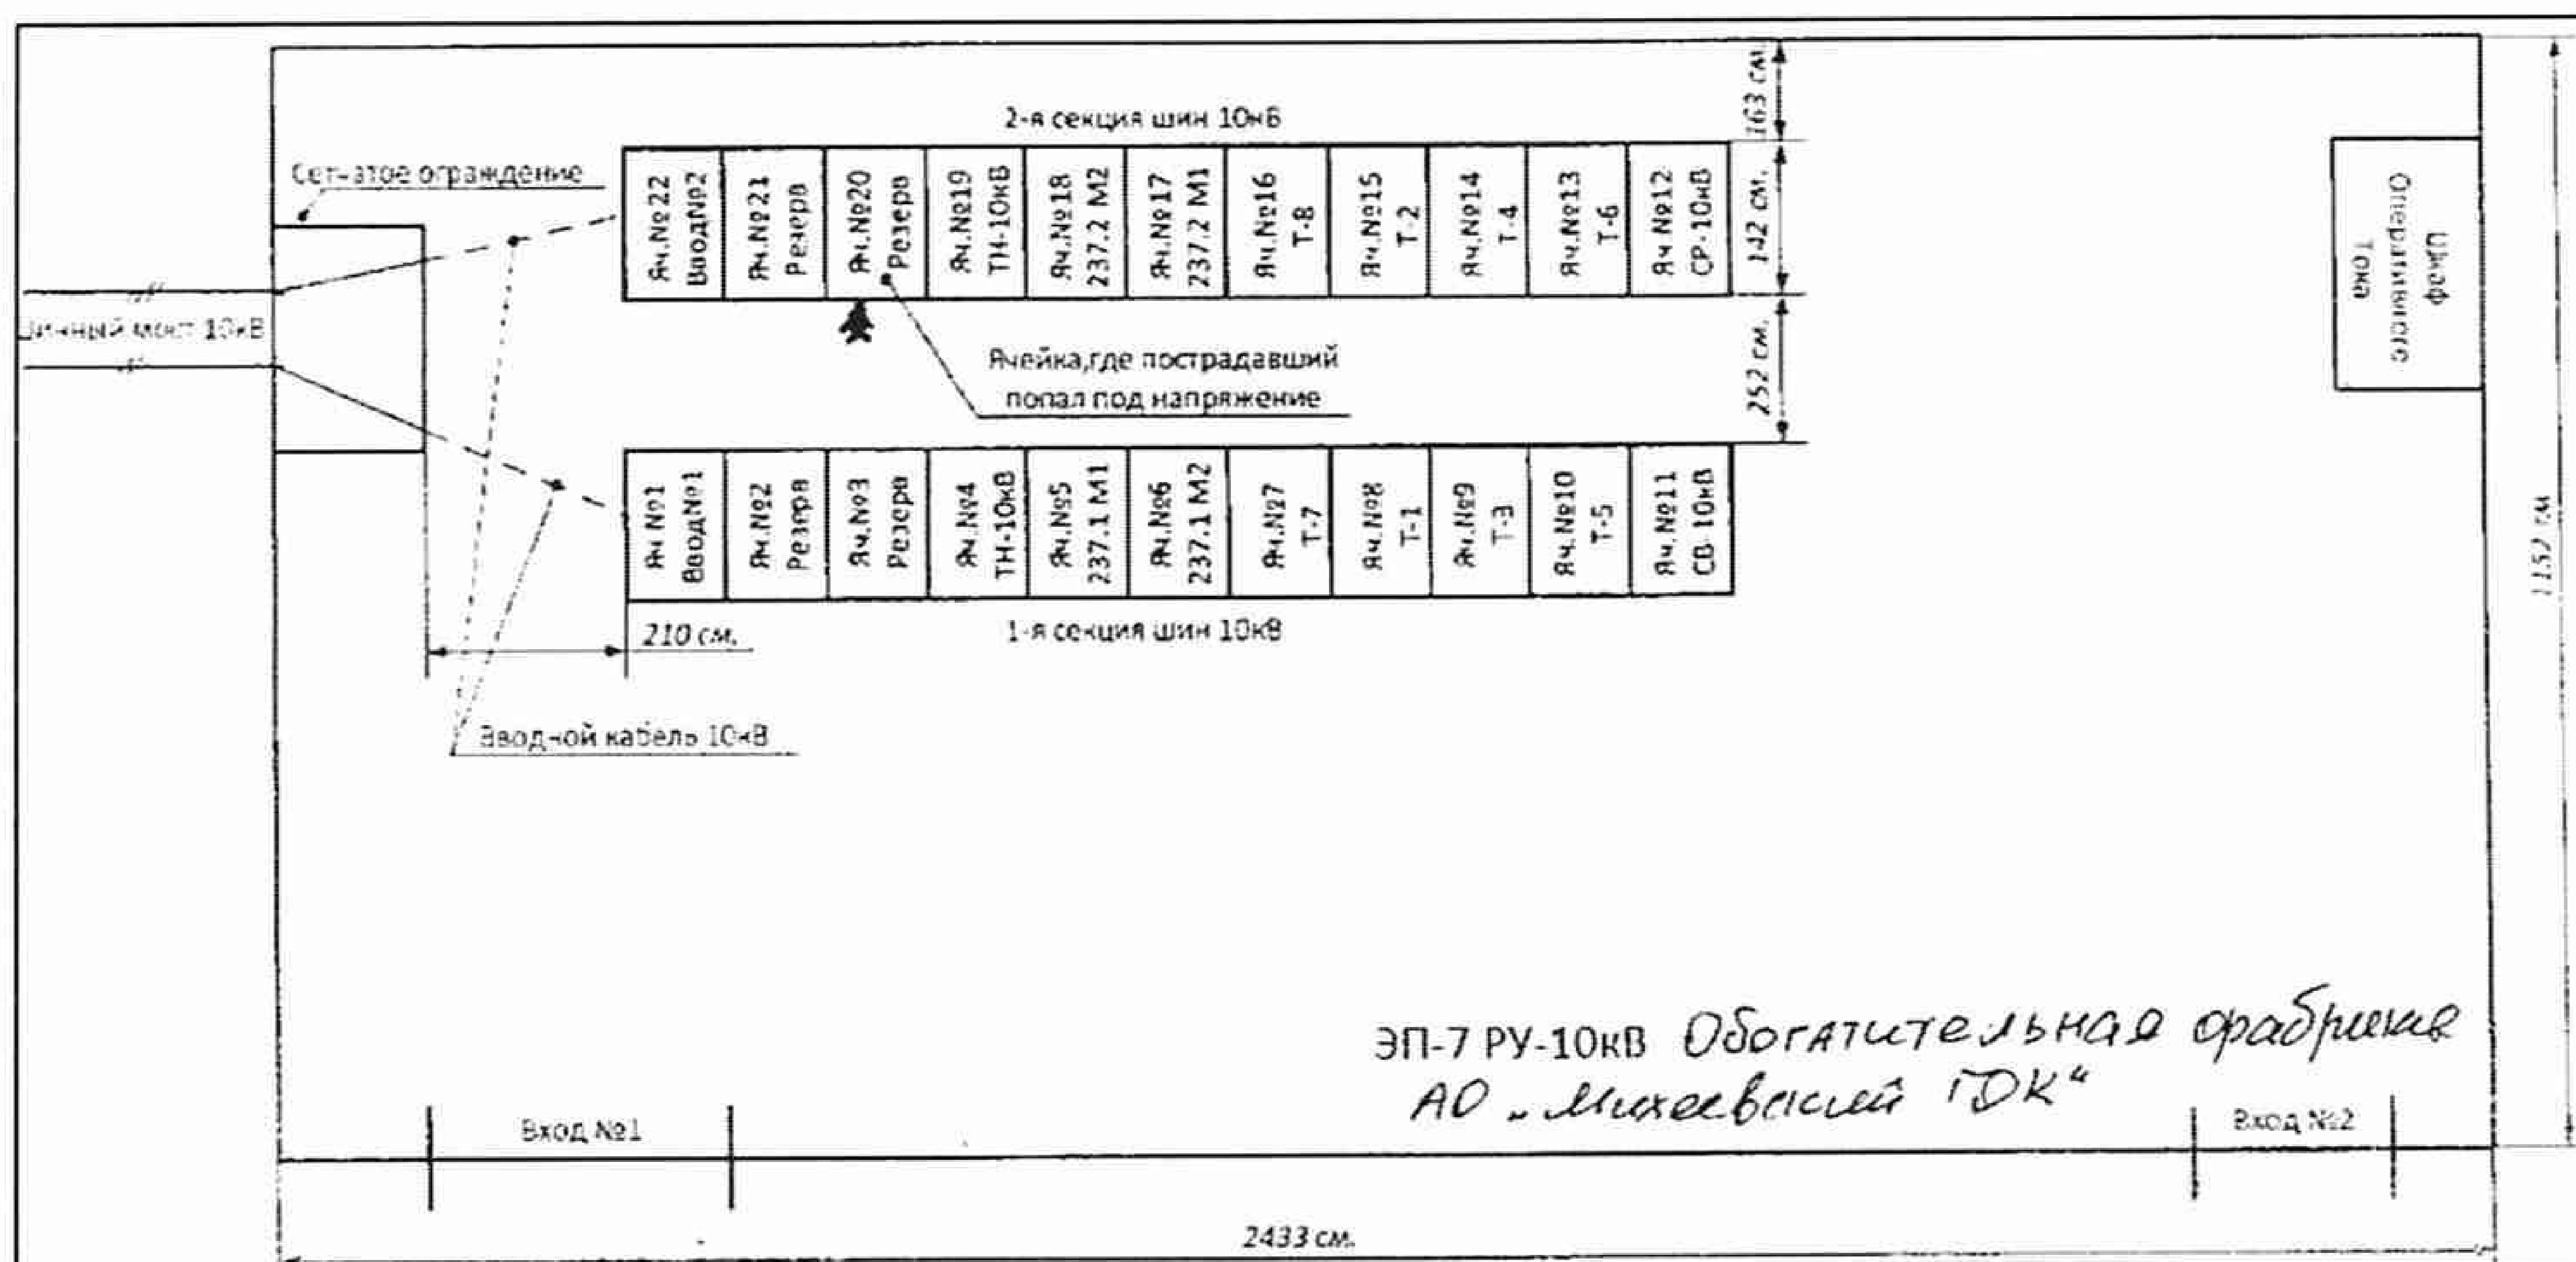 163 см.
2-я секция шин 10кВ
Сетчатое ограждение
Яч.№22
Ввод№2
Яч.№21
Резерв
Яч.№20
Резерв
Яч.№19
ТН-10кВ
Яч.№18
237.2 М2
Яч.№17
237.2 М1
Яч.№16
Т-8
Яч.№15
Т-2
Яч.№14
Т-4
Яч.№13
Т-6
Яч №12
СР-10кВ
142 см.
Шкаф
Оперативного
Тока
мост 10кВ
Ячейка,где пострадавший
попал под напряжение
252 см.
Яч №1
Ввод№1
Яч.№2
Резерв
Яч.№3
Резерв
Яч.№4
ТН-10кВ
Яч.№5
237.1 М1
Яч.№6
237.1 М2
Яч.№7
Т-7
Яч.№8
Т-1
Яч.№9
Т-3
Яч.№10
Т-5
Яч.№11
СВ-10кВ
1152 см
210 см.
1-я секция шин 10кВ
Вводной кабель 10кВ
ЭП-7 РУ-10кВ Обогатительная фабрика
АО „Михеевский ГОК"
Вход №1
Вход №2
2433 см.